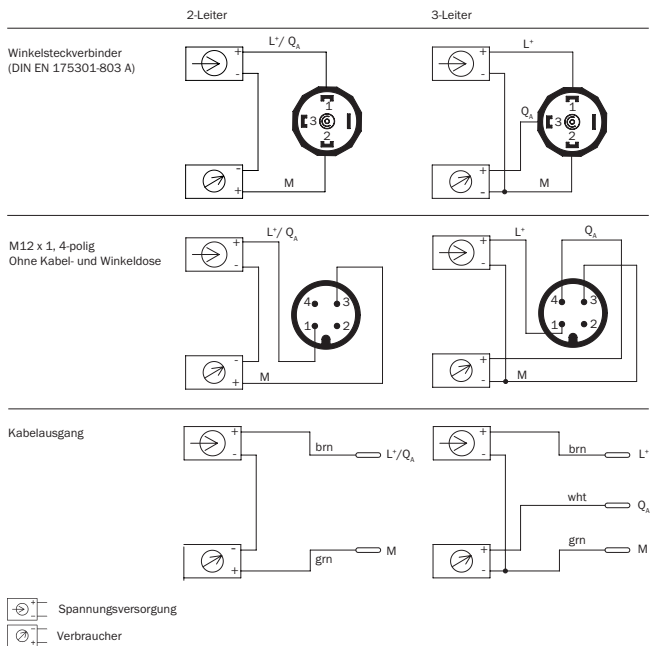 2-Leiter 3-Leiter
Winkelsteckverbinder
(DIN EN 175301-803 A)
+ L⁺/ Q_A
-
1
3
2
-
+ M
+ L⁺
-
1
Q_A 3
2
+
- M
M12 x 1, 4-polig
Ohne Kabel- und Winkeldose
+ L⁺/ Q_A
-
4 3
1 2
-
+ M
+ L⁺ Q_A
-
4 3
1 2
+
- M
Kabelausgang
+ brn L⁺/Q_A
-
-
+ grn M
+ brn L⁺
-
wht Q_A
+
- grn M
+
- Spannungsversorgung
-
+ Verbraucher